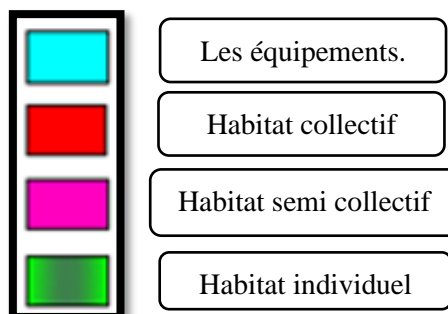 Les équipements.
Habitat collectif
Habitat semi collectif
Habitat individuel